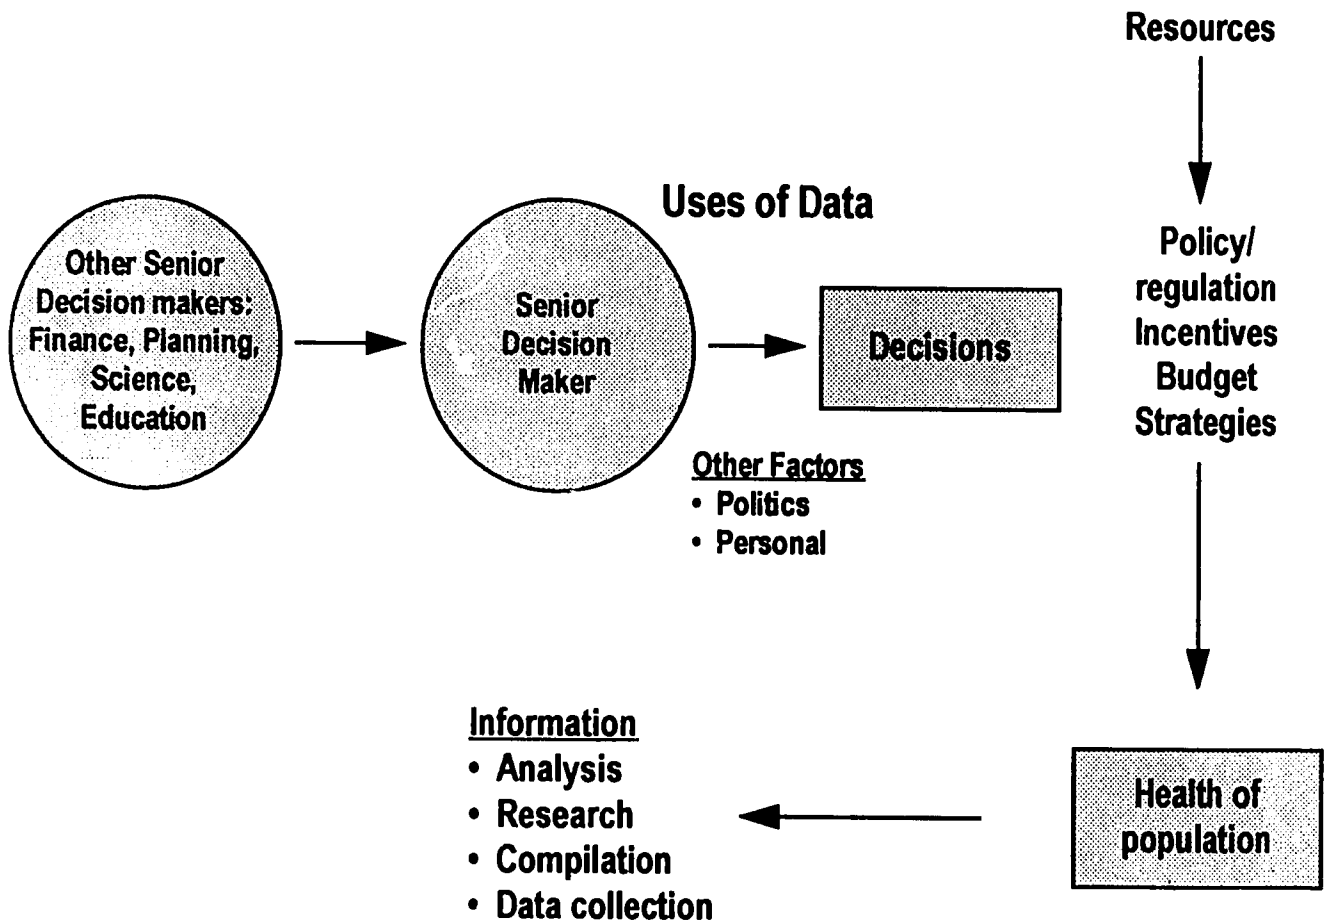 Resources
Uses of Data
Other Senior
Decision makers:
Finance, Planning,
Science,
Education
Senior
Decision
Maker
Decisions
Policy/
regulation
Incentives
Budget
Strategies
Other Factors
• Politics
• Personal
Information
• Analysis
• Research
• Compilation
• Data collection
Health of
population